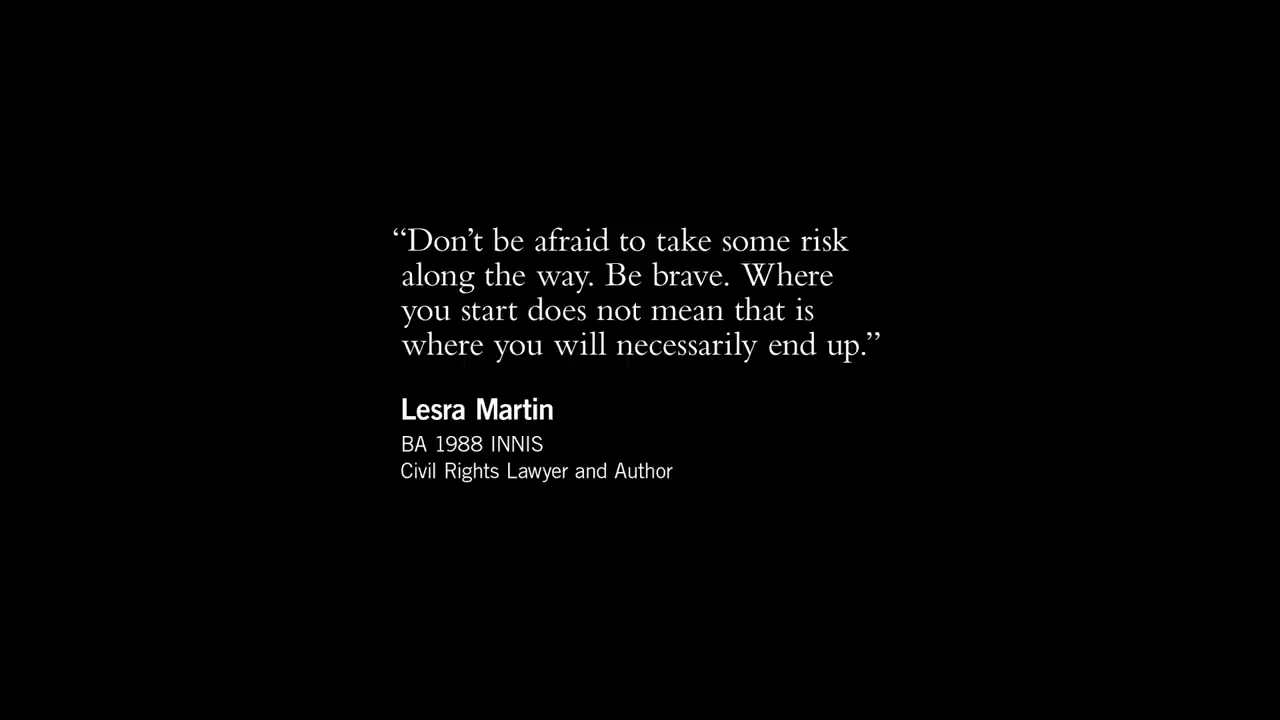 “Don’t be afraid to take some risk
along the way. Be brave. Where
you start does not mean that is
where you will necessarily end up.”
Lesra Martin
BA 1988 INNIS
Civil Rights Lawyer and Author